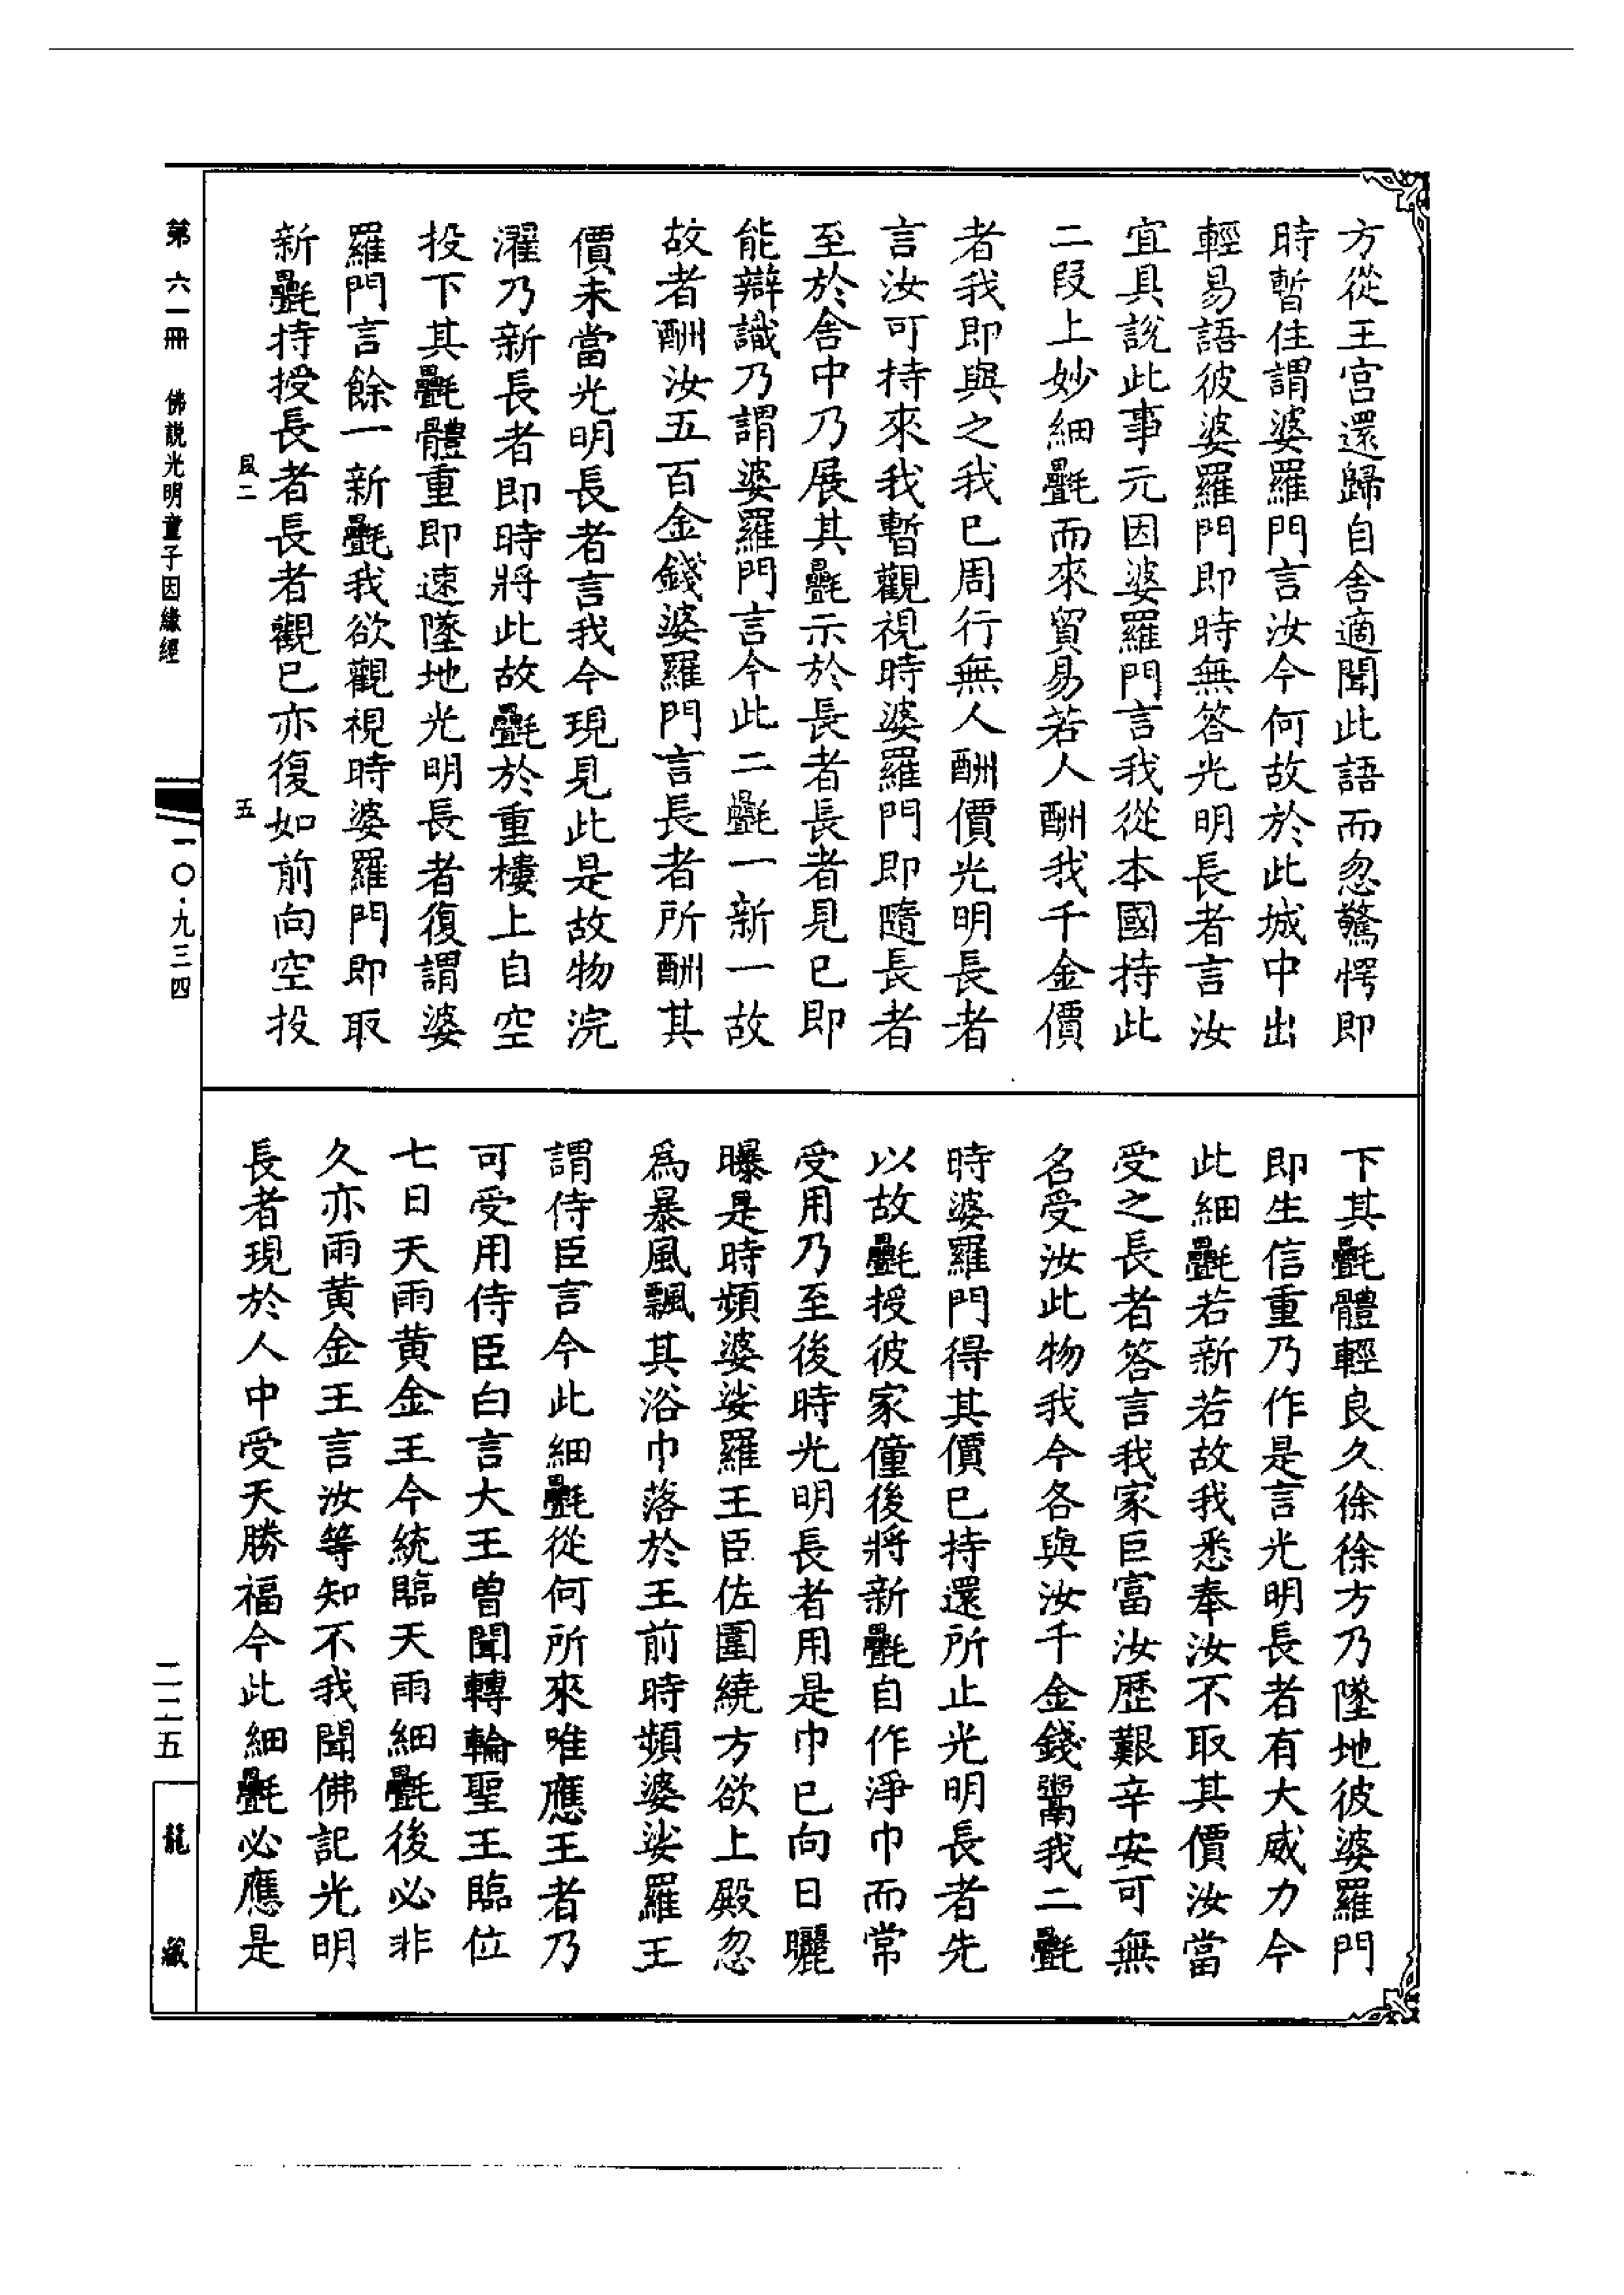 方從王宫還歸自舍適聞此語而忽驚愕即
時暫住謂婆羅門言汝今何故於此城中出
輕易語彼婆羅門即時無答光明長者言汝
宜具說此事元因婆羅門言我從本國持此
二段上妙細㲲而來貿易若人酬我千金價
者我即與之我已周行無人酬價光明長者
言汝可持來我暫觀視時婆羅門即隨長者
至於舍中乃展其㲲示於長者長者見已即
能辯識乃謂婆羅門言今此二㲲一新一故
故者酬汝五百金錢婆羅門言長者所酬其
價未當光明長者言我今現見此是故物浣
濯乃新長者即時將此故㲲於重樓上自空
投下其㲲體重即速墜地光明長者復謂婆
羅門言餘一新㲲我欲觀視時婆羅門即取
新㲲持授長者長者觀已亦復如前向空投
下其㲲體輕良久徐徐方乃墜地彼婆羅門
即生信重乃作是言光明長者有大威力今
此細㲲若新若故我悉奉汝不取其價汝當
受之長者答言我家巨富汝歷艱辛安可無
名受汝此物我今各與汝千金錢鬻我二㲲
時婆羅門得其價已持還所止光明長者先
以故㲲授彼家僮後將新㲲自作淨巾而常
受用乃至後時光明長者用是巾已向日曬
曝是時頻婆娑羅王臣佐圍繞方欲上殿忽
為暴風飄其浴巾落於王前時頻婆娑羅王
謂侍臣言今此細㲲從何所來唯應王者乃
可受用侍臣白言大王曾聞轉輪聖王臨位
七日天雨黃金王今統臨天雨細㲲後必非
久亦雨黃金王言汝等知不我聞佛記光明
長者現於人中受天勝福今此細㲲必應是
風二 五
第六一冊 佛說光明童子因緣經
一〇·九三四
二二五
龍藏